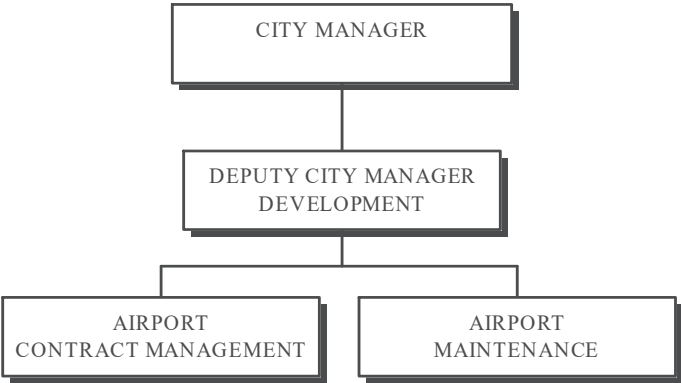 CITY MANAGER
DEPUTY CITY MANAGER
DEVELOPMENT
AIRPORT
CONTRACT MANAGEMENT
AIRPORT
MAINTENANCE